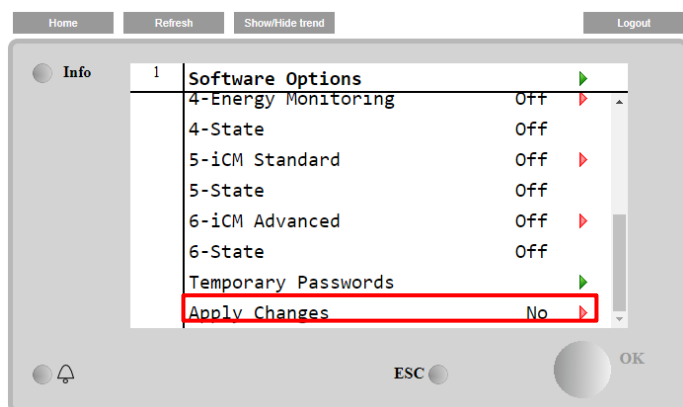 Home Refresh Show/Hide trend Logout
Info
1 Software Options
4-Energy Monitoring Off
4-State Off
5-iCM Standard Off
5-State Off
6-iCM Advanced Off
6-State Off
Temporary Passwords
Apply Changes No
ESC OK